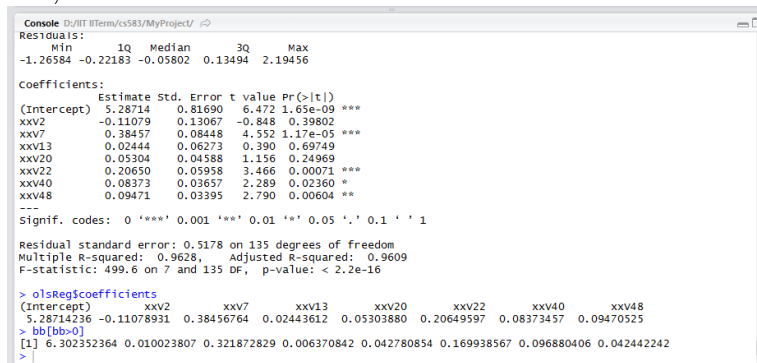 Console D:/IIT IITerm/cs583/MyProject/
Residuals:
     Min       1Q   Median       3Q      Max
-1.26584 -0.22183 -0.05802  0.13494  2.19456

Coefficients:
            Estimate Std. Error t value Pr(>|t|)
(Intercept)  5.28714    0.81690   6.472 1.65e-09 ***
xxV2        -0.11079    0.13067  -0.848  0.39802
xxV7         0.38457    0.08448   4.552 1.17e-05 ***
xxV13        0.02444    0.06273   0.390  0.69749
xxV20        0.05304    0.04588   1.156  0.24969
xxV22        0.20650    0.05958   3.466  0.00071 ***
xxV40        0.08373    0.03657   2.289  0.02360 *
xxV48        0.09471    0.03395   2.790  0.00604 **
---
Signif. codes:  0 ‘***’ 0.001 ‘**’ 0.01 ‘*’ 0.05 ‘.’ 0.1 ‘ ’ 1

Residual standard error: 0.5178 on 135 degrees of freedom
Multiple R-squared:  0.9628,    Adjusted R-squared:  0.9609
F-statistic: 499.6 on 7 and 135 DF,  p-value: < 2.2e-16

> olsReg$coefficients
(Intercept)        xxV2        xxV7       xxV13       xxV20       xxV22       xxV40       xxV48
 5.28714236 -0.11078931  0.38456764  0.02443612  0.05303880  0.20649597  0.08373457  0.09470525
> bb[bb>0]
[1] 6.302352364 0.010023807 0.321872829 0.006370842 0.042780854 0.169938567 0.096880406 0.042442242
>